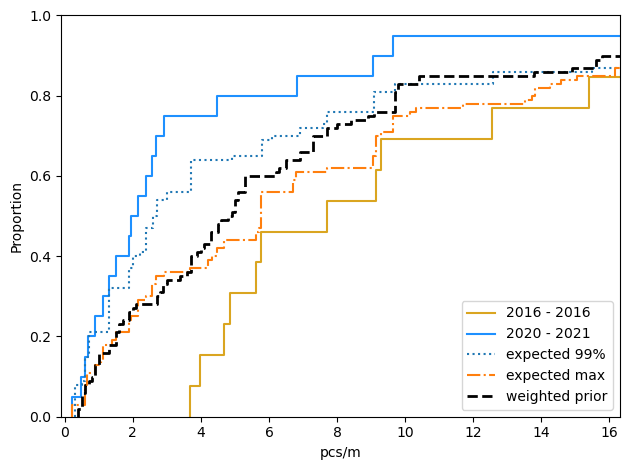 1.0
0.8
0.6
0.4
0.2
0.0
Proportion
0 2 4 6 8 10 12 14 16
pcs/m
2016 - 2016
2020 - 2021
expected 99%
expected max
weighted prior